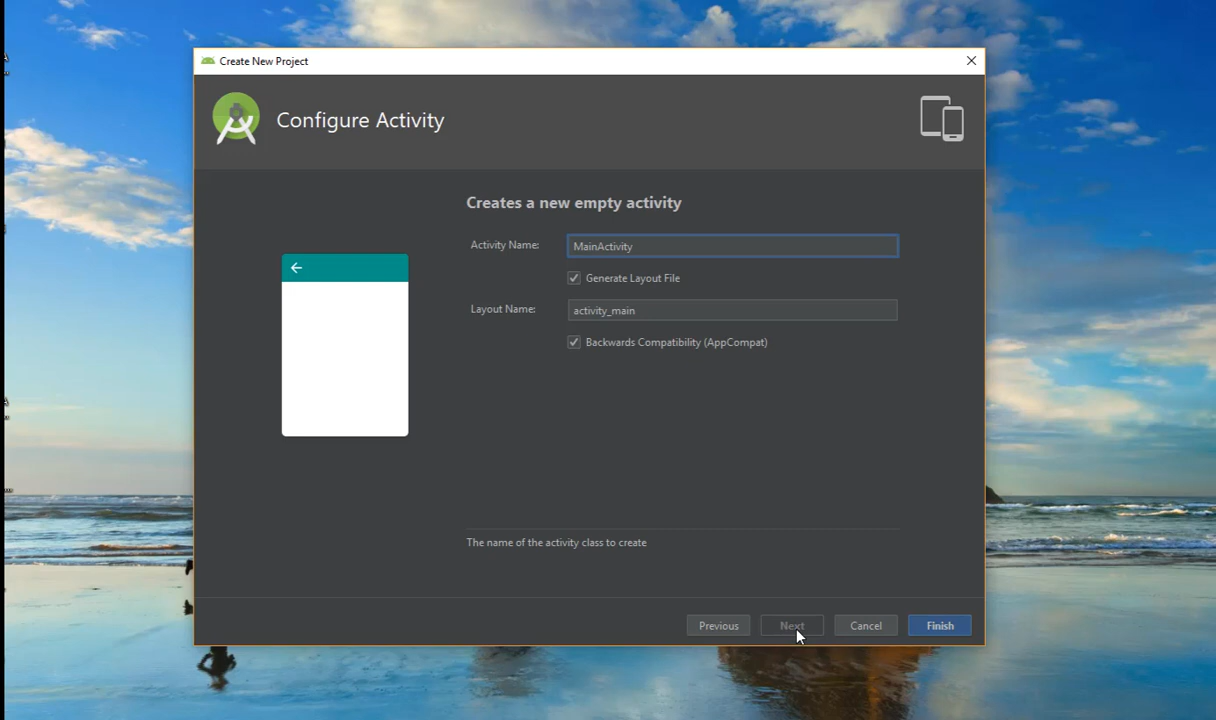 Create New Project
Configure Activity
Creates a new empty activity
Activity Name:
MainActivity
Generate Layout File
Layout Name:
activity_main
Backwards Compatibility (AppCompat)
The name of the activity class to create
Previous
Next
Cancel
Finish